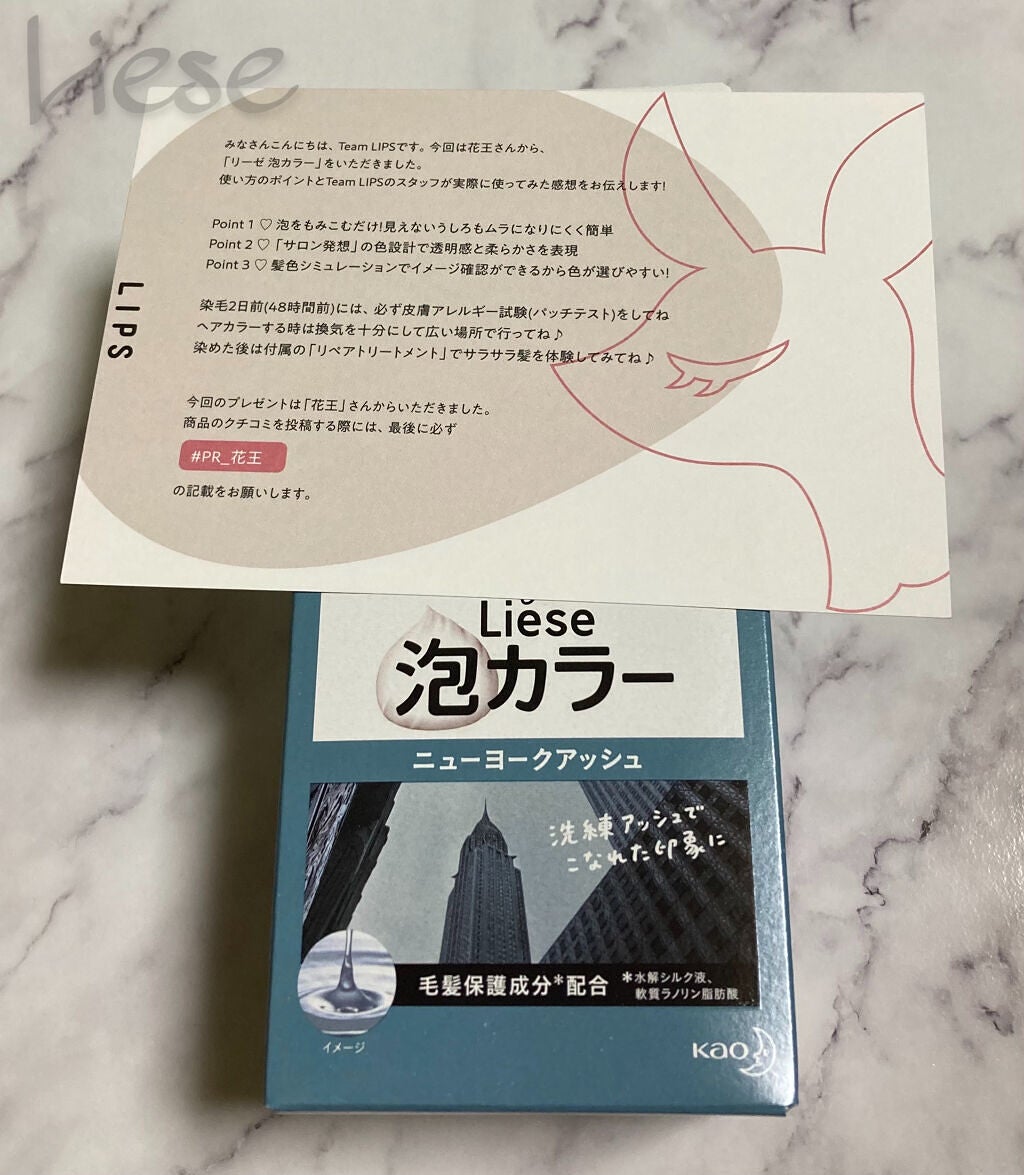 Liese
みなさんこんにちは、Team LIPSです。今回は花王さんから、
「リーゼ 泡カラー」をいただきました。
使い方のポイントとTeam LIPSのスタッフが実際に使ってみた感想をお伝えします!
Point 1 ♡ 泡をもみこむだけ!見えないうしろもムラになりにくく簡単
Point 2 ♡「サロン発想」の色設計で透明感と柔らかさを表現
Point 3 ♡ 髪色シミュレーションでイメージ確認ができるから色が選びやすい!
染毛2日前(48時間前)には、必ず皮膚アレルギー試験(パッチテスト)をしてね
ヘアカラーする時は換気を十分にして広い場所で行ってね♪
染めた後は付属の「リペアトリートメント」でサラサラ髪を体験してみてね♪
LIPS
今回のプレゼントは「花王」さんからいただきました。
商品のクチコミを投稿する際には、最後に必ず
#PR_花王
の記載をお願いします。
Liese
泡カラー
ニューヨークアッシュ
洗練アッシュで
こなれた印象に
毛髪保護成分*配合
*水解シルク液、
軟質ラノリン脂肪酸
イメージ
Kao